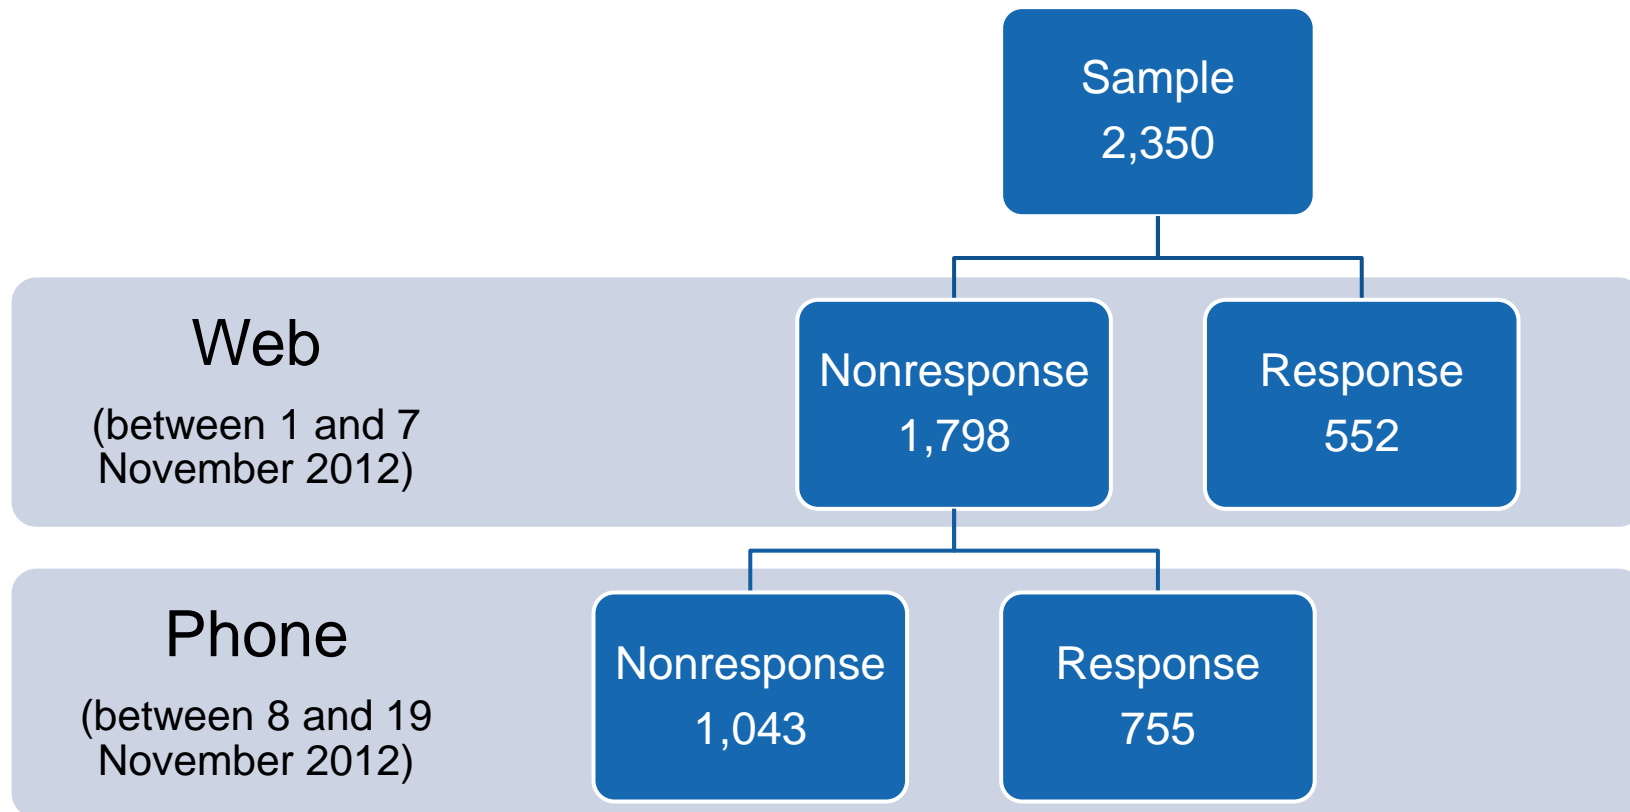 Sample
2,350
Web
(between 1 and 7
November 2012)
Nonresponse
1,798
Response
552
Phone
(between 8 and 19
November 2012)
Nonresponse
1,043
Response
755